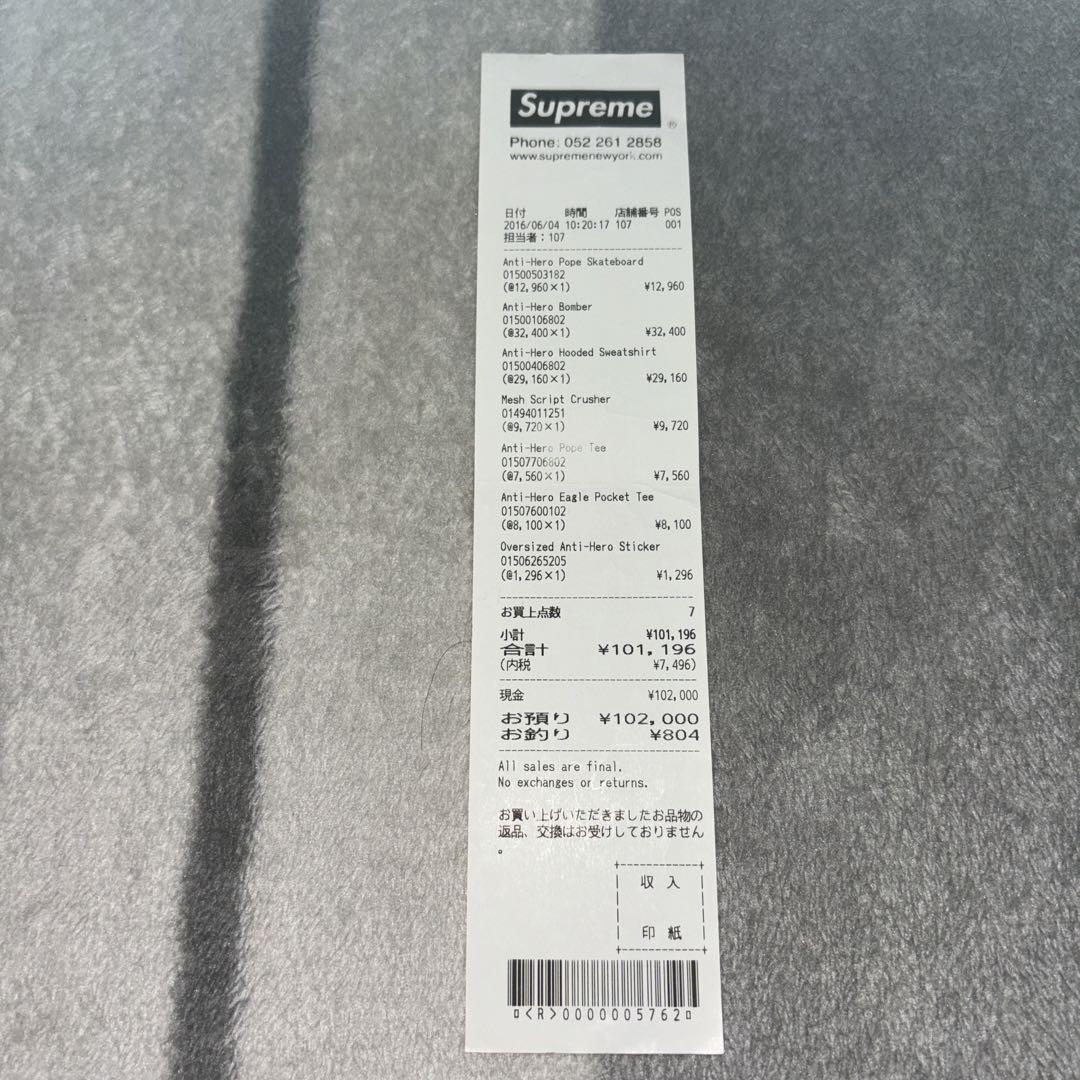 Supreme ®
Phone: 052 261 2858
www.supremenewyork.com
日付 時間 店舗番号 POS
2016/06/04 10:20:17 107 001
担当者:107
Anti-Hero Pope Skateboard
01500503182
(@12,960×1) ¥12,960
Anti-Hero Bomber
01500106802
(@32,400×1) ¥32,400
Anti-Hero Hooded Sweatshirt
01500406802
(@29,160×1) ¥29,160
Mesh Script Crusher
01494011251
(@9,720×1) ¥9,720
Anti-Hero Pope Tee
01507706802
(@7,560×1) ¥7,560
Anti-Hero Eagle Pocket Tee
01507600102
(@8,100×1) ¥8,100
Oversized Anti-Hero Sticker
01506265205
(@1,296×1) ¥1,296
お買上点数 7
小計 ¥101,196
合計 ¥101,196
(内税 ¥7,496)
現金 ¥102,000
お預り ¥102,000
お釣り ¥804
All sales are final.
No exchanges or returns.
お買い上げいただきましたお品物の
返品、交換はお受けしておりません
。
収 入
印 紙
¤<R>0000005762¤